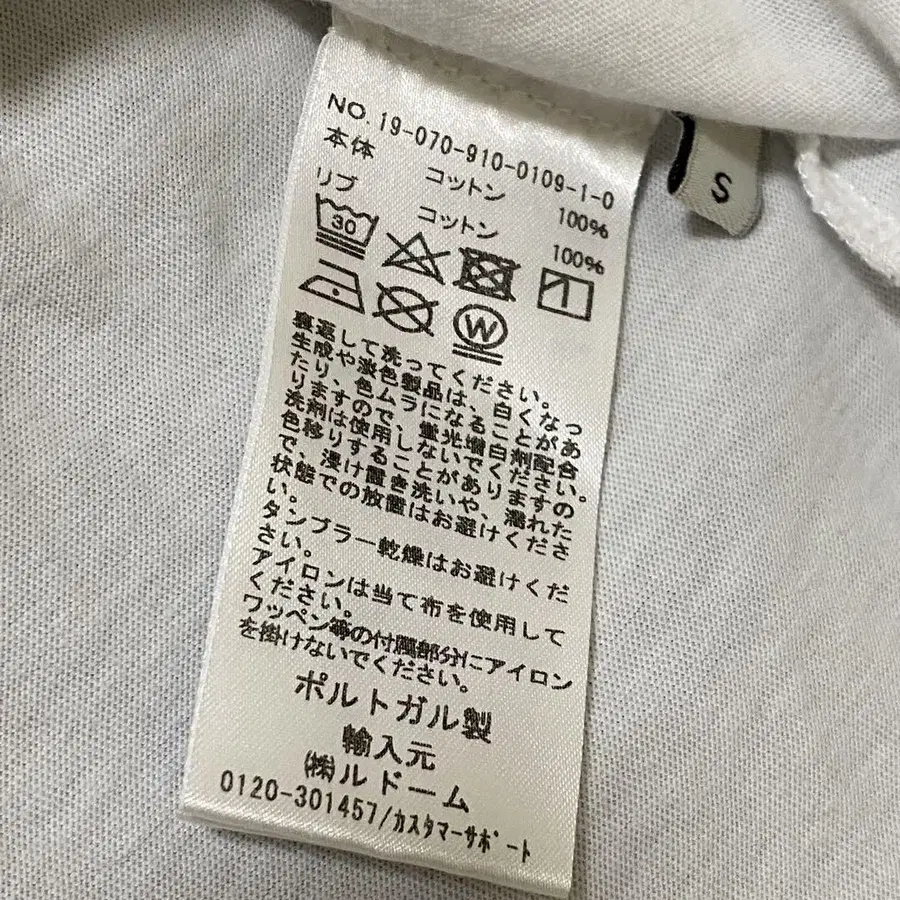 NO. 19-070-910-0109-1-0
本体 コットン 100%
リブ コットン 100%
30
W
裏返して洗ってください。
生成や淡色製品は、白くなっ
たり、色ムラになることがあ
りますので、蛍光増白剤配合
洗剤は使用しないでください。
色移りすることがありますの
で、浸け置き洗いや、濡れた
状態での放置はお避けくださ
い。
タンブラー乾燥はお避けくだ
さい。
アイロンは当て布を使用して
ください。
ワッペン等の付属部分にアイロン
を掛けないでください。
ポルトガル製
輸入元
㈱ルドーム
0120-301457/カスタマーサポート
S